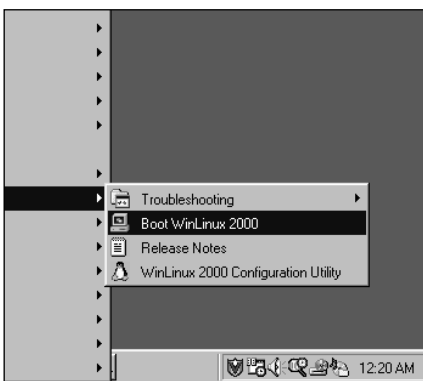 Troubleshooting
Boot WinLinux 2000
Release Notes
WinLinux 2000 Configuration Utility
12:20 AM